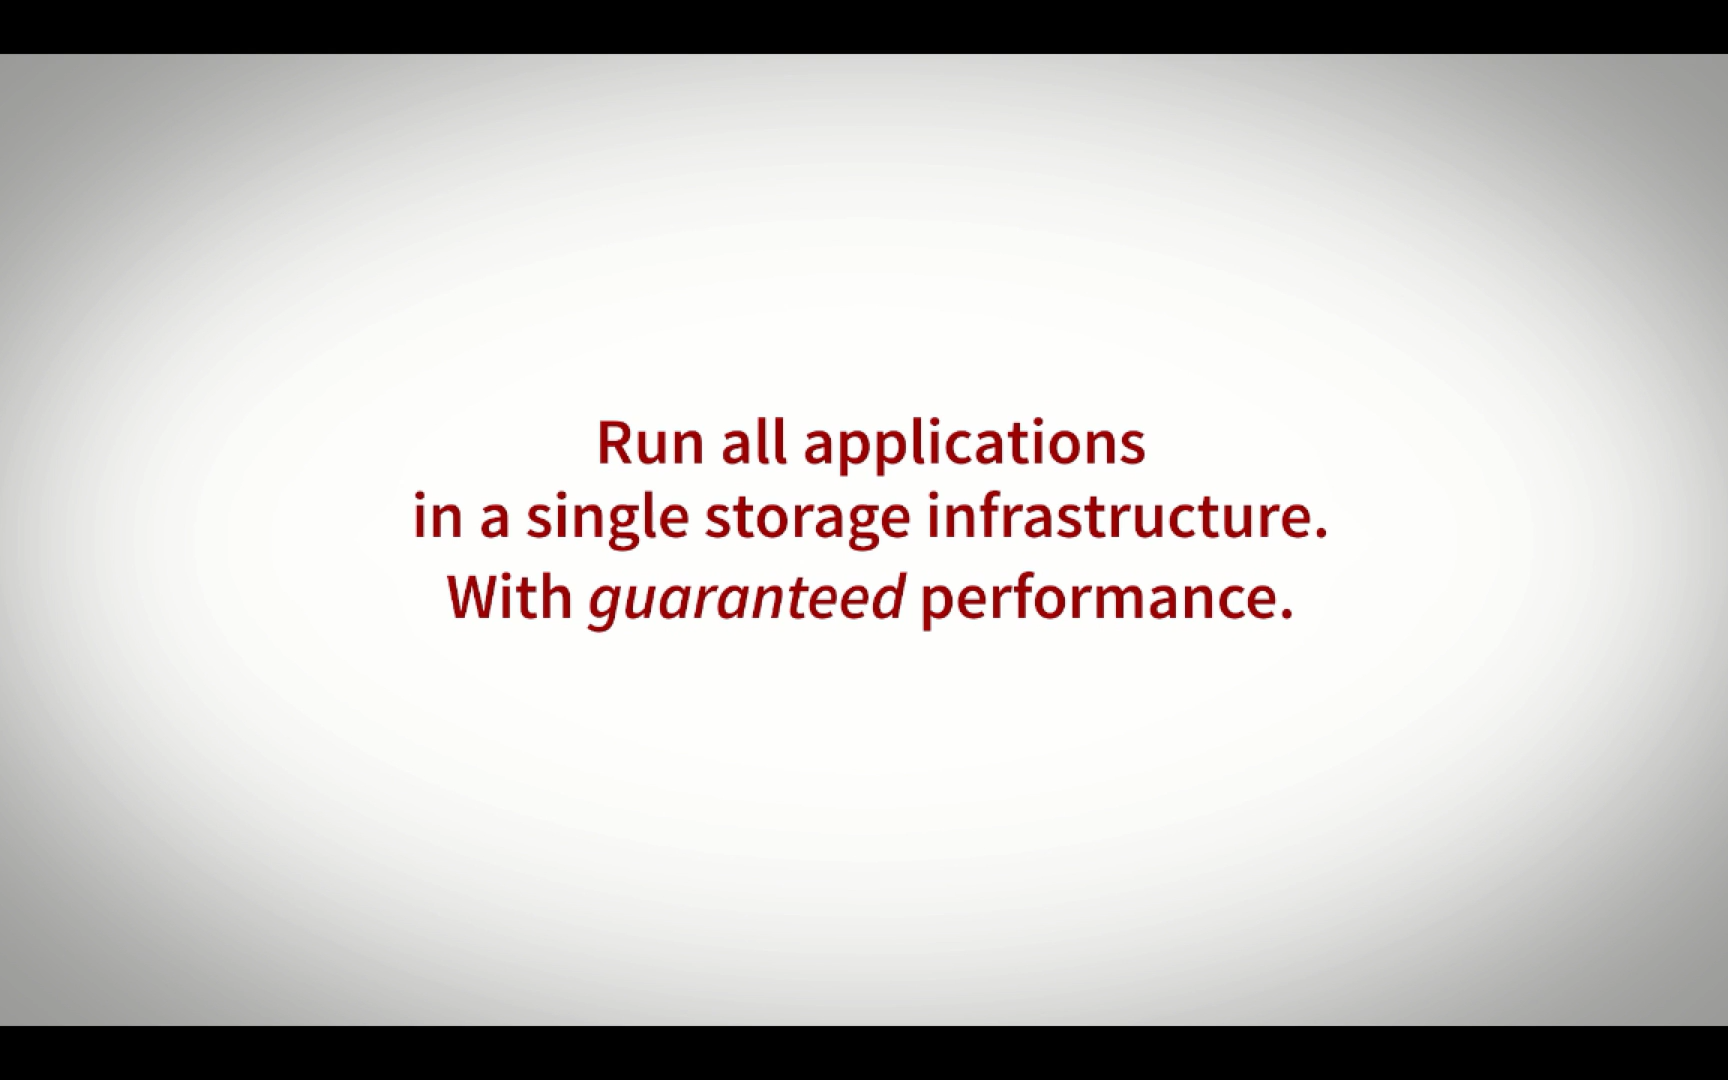 Run all applications
in a single storage infrastructure.
With guaranteed performance.